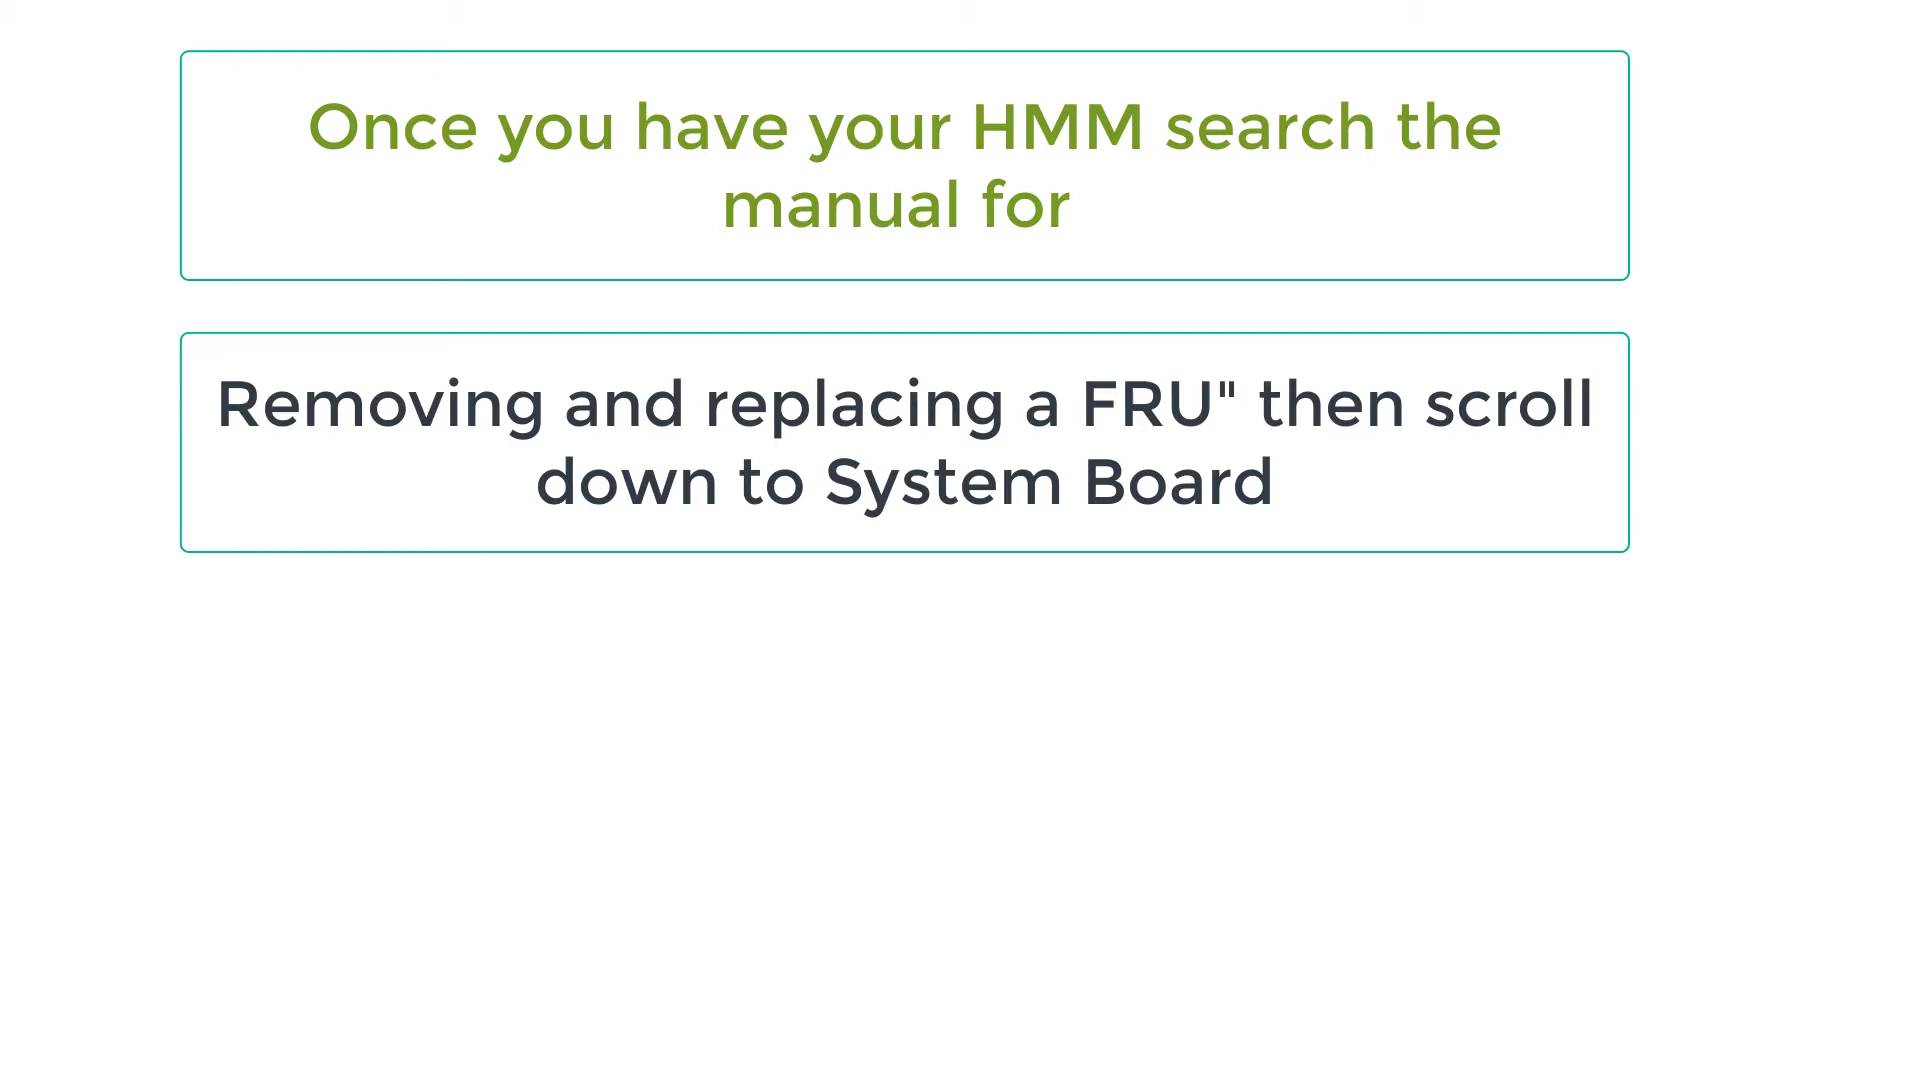 Once you have your HMM search the
manual for
Removing and replacing a FRU" then scroll
down to System Board